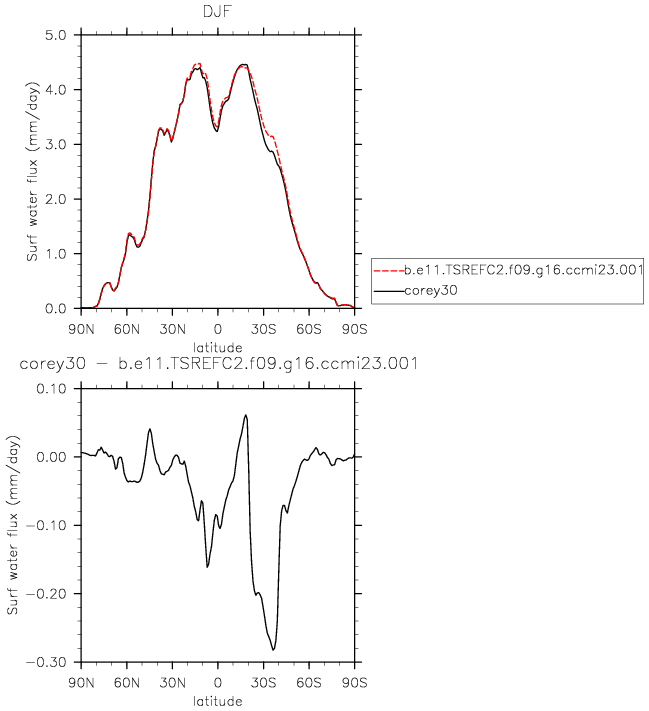 DJF
5.0
4.0
3.0
2.0
1.0
0.0
Surf water flux (mm/day)
90N 60N 30N 0 30S 60S 90S
latitude
b.e11.TSREFC2.f09.g16.ccmi23.001
corey30
corey30 − b.e11.TSREFC2.f09.g16.ccmi23.001
0.10
0.00
−0.10
−0.20
−0.30
Surf water flux (mm/day)
90N 60N 30N 0 30S 60S 90S
latitude